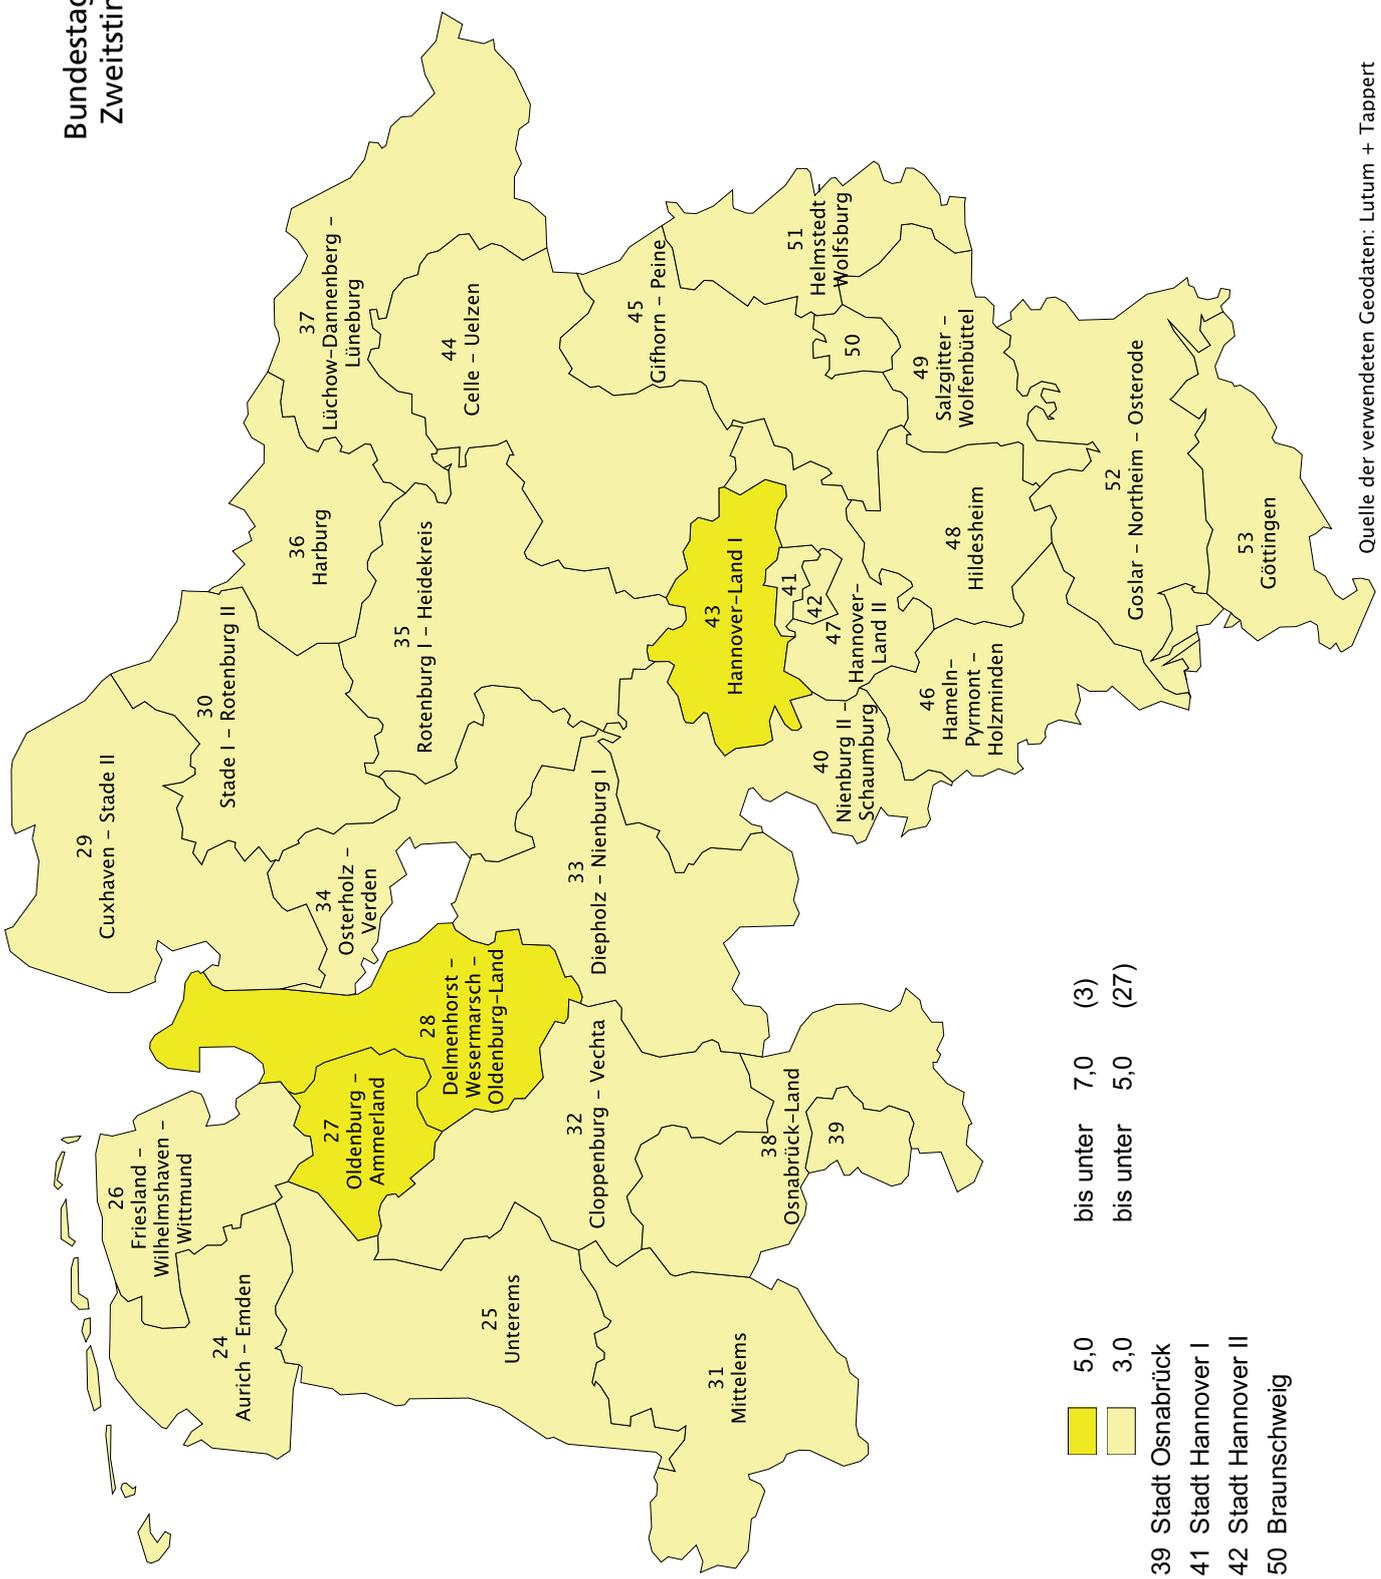 Bundestag
Zweitstin
29
Cuxhaven – Stade II
26
Friesland –
Wilhelmshaven –
Wittmund
24
Aurich – Emden
30
Stade I – Rotenburg II
36
Harburg
37
Lüchow–Dannenberg –
Lüneburg
34
Osterholz –
Verden
27
Oldenburg –
Ammerland
28
Delmenhorst –
Wesermarsch –
Oldenburg–Land
35
Rotenburg I – Heidekreis
44
Celle – Uelzen
25
Unterems
32
Cloppenburg – Vechta
33
Diepholz – Nienburg I
45
Gifhorn – Peine
31
Mittelems
38
Osnabrück–Land
39
43
Hannover–Land I
41
42
47
Hannover–
Land II
40
Nienburg II –
Schaumburg
51
Helmstedt –
Wolfsburg
50
49
Salzgitter –
Wolfenbüttel
46
Hameln–
Pyrmont –
Holzminden
48
Hildesheim
52
Goslar – Northeim – Osterode
53
Göttingen
5,0 bis unter 7,0 (3)
3,0 bis unter 5,0 (27)
39 Stadt Osnabrück
41 Stadt Hannover I
42 Stadt Hannover II
50 Braunschweig
Quelle der verwendeten Geodaten: Lutum + Tappert